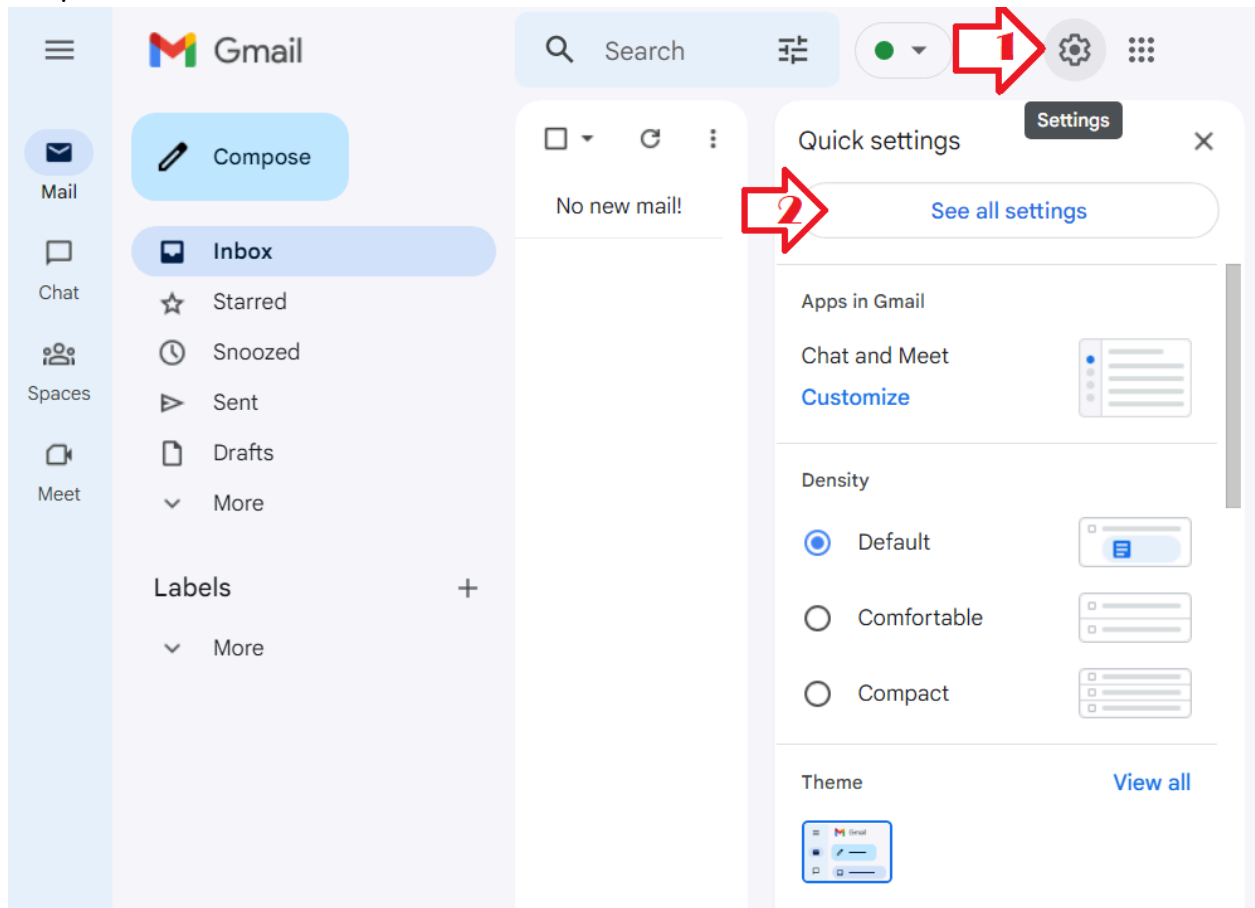 Gmail
Search
1
Settings
Mail
Compose
Quick settings
No new mail!
2
See all settings
Inbox
Chat
Starred
Apps in Gmail
Snoozed
Chat and Meet
Spaces
Sent
Customize
Drafts
Meet
More
Density
Default
Labels
Comfortable
More
Compact
Theme
View all
Gmail